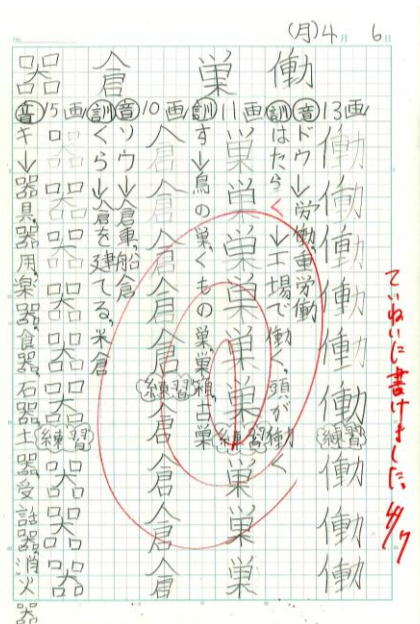 (月)4月6日
働
13画働働働働働働練習働働働
音ドウ→労働、重労働
訓はたらく→工場で働く。頭が働く
巣
11画巣巣巣巣巣巣練習巣巣巣
訓す→鳥の巣、くもの巣、巣箱、古巣
倉
10画倉倉倉倉倉練習倉倉倉倉
音ソウ→倉庫、船倉
訓くら→倉を建てる、米倉
器
15画器器器器器器練習器器器
音キ→器具、器用、楽器、食器、石器、土器、受話器、消火器
ていねいに書けました。4/7